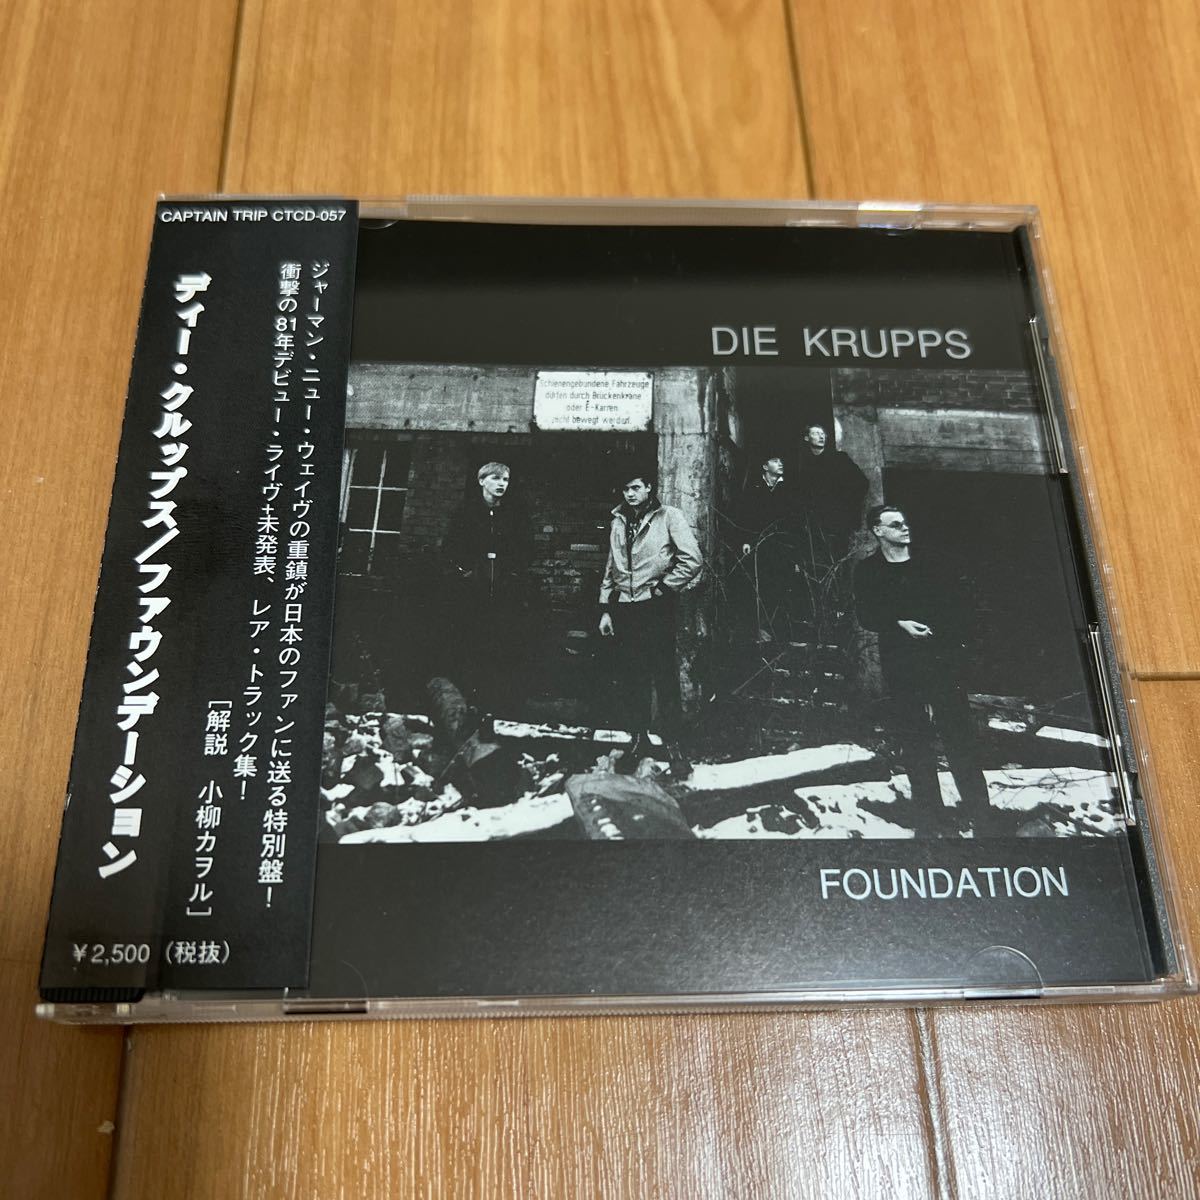 CAPTAIN TRIP CTCD-057
ジャーマン・ニュー・ウェイヴの重鎮が日本のファンに送る特別盤!
衝撃の81年デビュー・ライヴ+未発表、レア・トラック集!
[解説 小柳カヲル]
ディー・クルップス/ファウンデーション
¥2,500(税抜)
DIE KRUPPS
Schienengebundene Fahrzeuge
dürfen durch Brückenkrane
oder E-Karren
nicht bewegt werden.
FOUNDATION